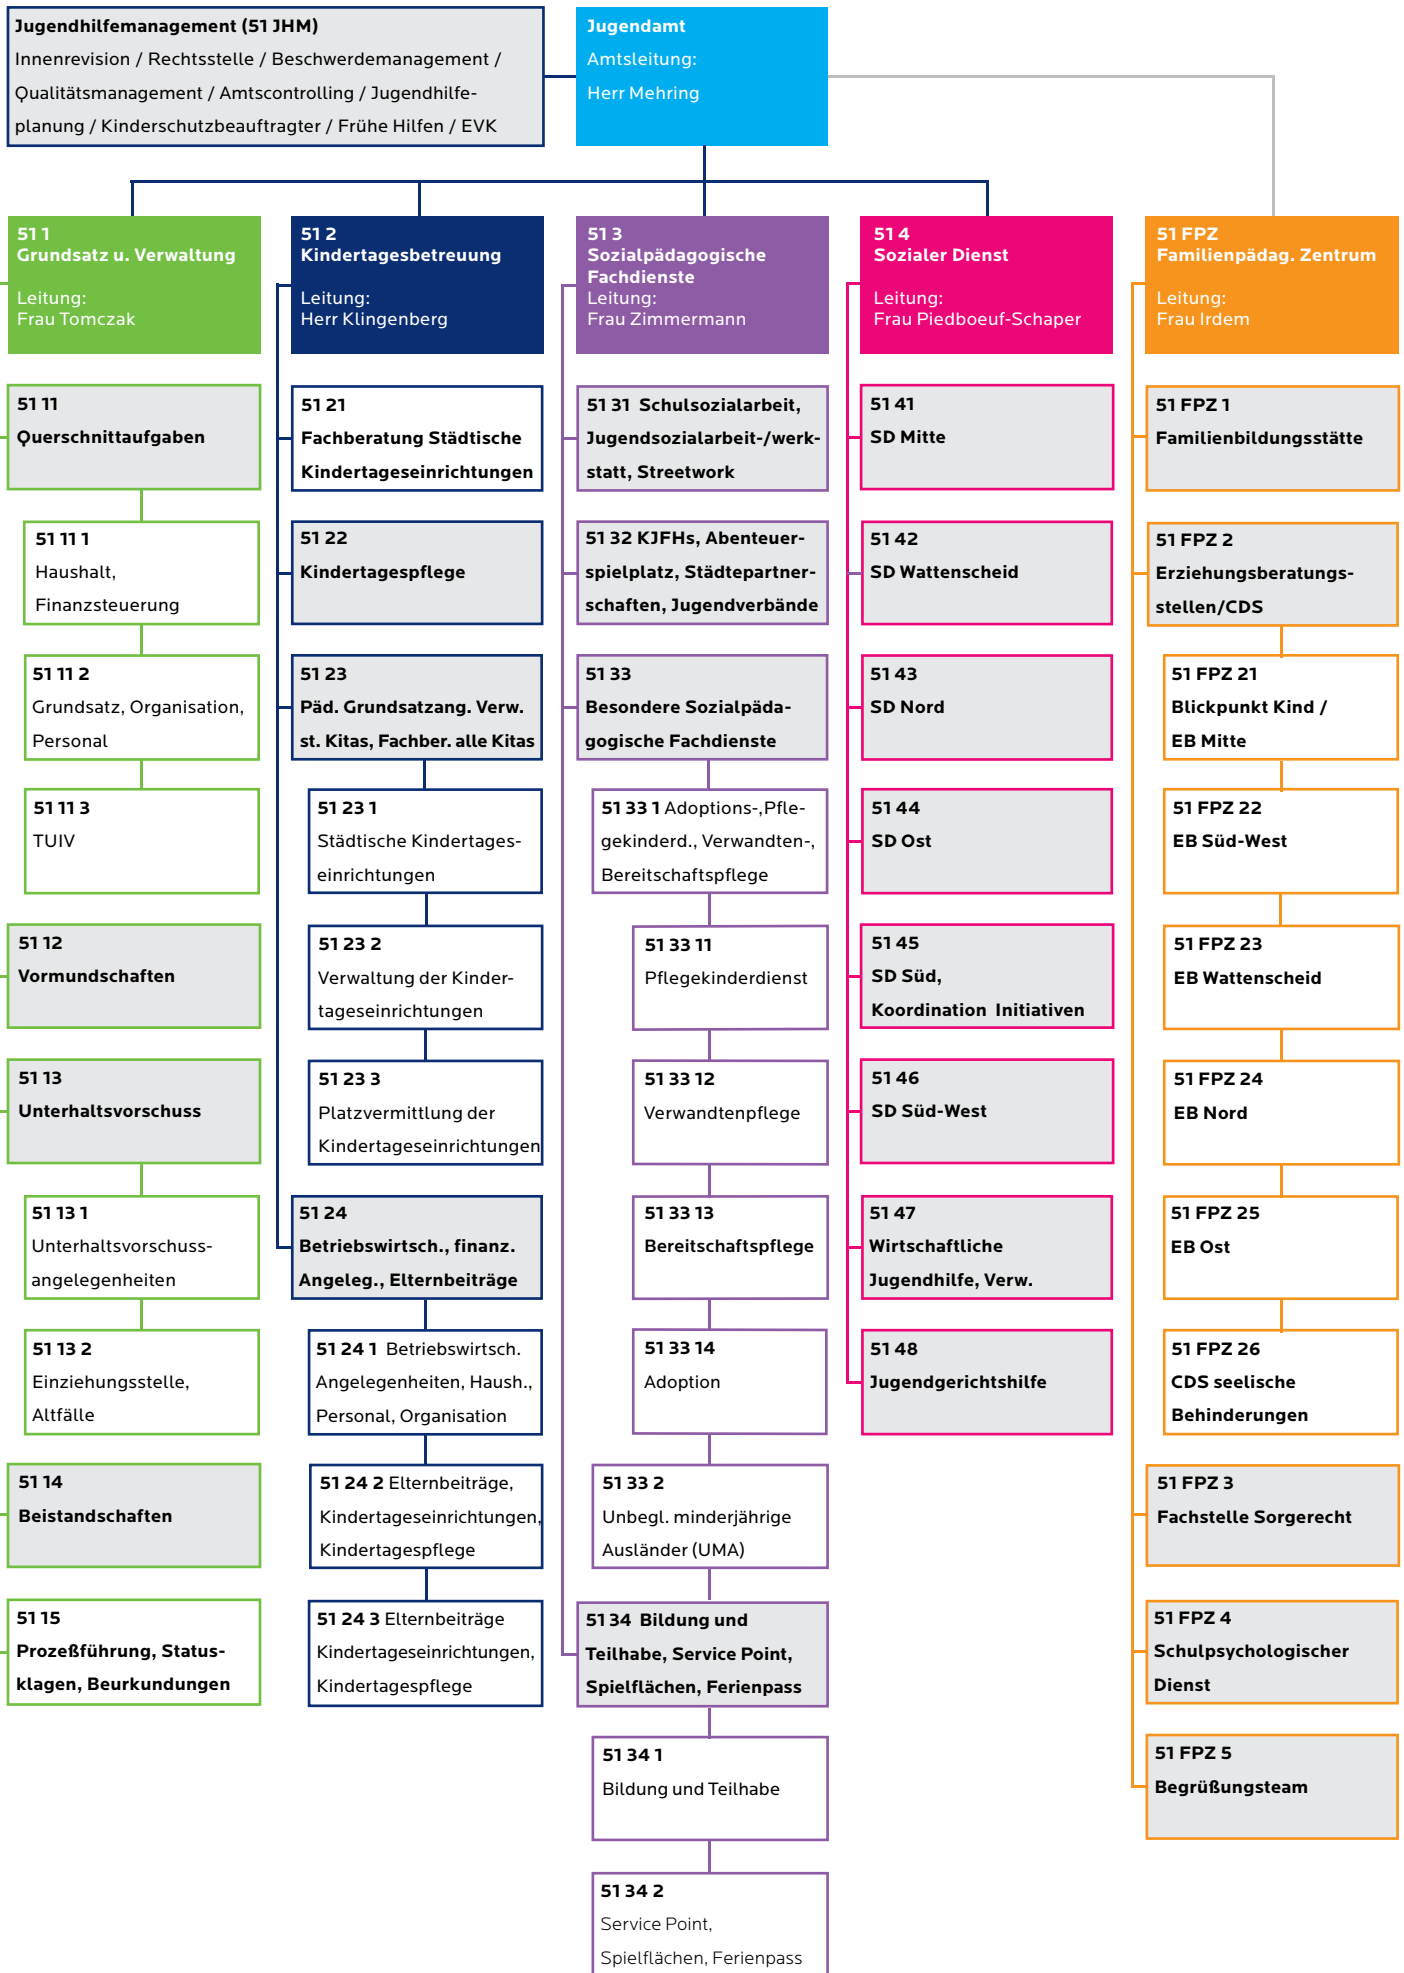 Jugendhilfemanagement (51 JHM)
Innenrevision / Rechtsstelle / Beschwerdemanagement /
Qualitätsmanagement / Amtscontrolling / Jugendhilfe-
planung / Kinderschutzbeauftragter / Frühe Hilfen / EVK
Jugendamt
Amtsleitung:
Herr Mehring
51 1
Grundsatz u. Verwaltung
Leitung:
Frau Tomczak
51 11
Querschnittaufgaben
51 11 1
Haushalt,
Finanzsteuerung
51 11 2
Grundsatz, Organisation,
Personal
51 11 3
TUIV
51 12
Vormundschaften
51 13
Unterhaltsvorschuss
51 13 1
Unterhaltsvorschuss-
angelegenheiten
51 13 2
Einziehungsstelle,
Altfälle
51 14
Beistandschaften
51 15
Prozeßführung, Status-
klagen, Beurkundungen
51 2
Kindertagesbetreuung
Leitung:
Herr Klingenberg
51 21
Fachberatung Städtische
Kindertageseinrichtungen
51 22
Kindertagespflege
51 23
Päd. Grundsatzang. Verw.
st. Kitas, Fachber. alle Kitas
51 23 1
Städtische Kindertages-
einrichtungen
51 23 2
Verwaltung der Kinder-
tageseinrichtungen
51 23 3
Platzvermittlung der
Kindertageseinrichtungen
51 24
Betriebswirtsch., finanz.
Angeleg., Elternbeiträge
51 24 1 Betriebswirtsch.
Angelegenheiten, Haush.,
Personal, Organisation
51 24 2 Elternbeiträge,
Kindertageseinrichtungen,
Kindertagespflege
51 24 3 Elternbeiträge
Kindertageseinrichtungen,
Kindertagespflege
51 3
Sozialpädagogische
Fachdienste
Leitung:
Frau Zimmermann
51 31 Schulsozialarbeit,
Jugendsozialarbeit-/werk-
statt, Streetwork
51 32 KJFHs, Abenteuer-
spielplatz, Städtepartner-
schaften, Jugendverbände
51 33
Besondere Sozialpäda-
gogische Fachdienste
51 33 1 Adoptions-,Pfle-
gekinderd., Verwandten-,
Bereitschaftspflege
51 33 11
Pflegekinderdienst
51 33 12
Verwandtenpflege
51 33 13
Bereitschaftspflege
51 33 14
Adoption
51 33 2
Unbegl. minderjährige
Ausländer (UMA)
51 34 Bildung und
Teilhabe, Service Point,
Spielflächen, Ferienpass
51 34 1
Bildung und Teilhabe
51 34 2
Service Point,
Spielflächen, Ferienpass
51 4
Sozialer Dienst
Leitung:
Frau Piedboeuf-Schaper
51 41
SD Mitte
51 42
SD Wattenscheid
51 43
SD Nord
51 44
SD Ost
51 45
SD Süd,
Koordination Initiativen
51 46
SD Süd-West
51 47
Wirtschaftliche
Jugendhilfe, Verw.
51 48
Jugendgerichtshilfe
51 FPZ
Familienpädag. Zentrum
Leitung:
Frau Irdem
51 FPZ 1
Familienbildungsstätte
51 FPZ 2
Erziehungsberatungs-
stellen/CDS
51 FPZ 21
Blickpunkt Kind /
EB Mitte
51 FPZ 22
EB Süd-West
51 FPZ 23
EB Wattenscheid
51 FPZ 24
EB Nord
51 FPZ 25
EB Ost
51 FPZ 26
CDS seelische
Behinderungen
51 FPZ 3
Fachstelle Sorgerecht
51 FPZ 4
Schulpsychologischer
Dienst
51 FPZ 5
Begrüßungsteam